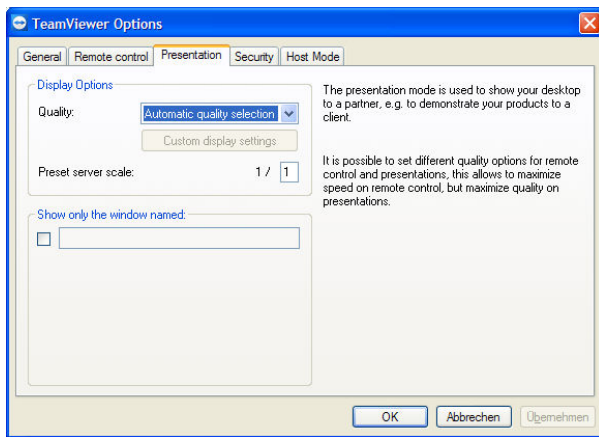 TeamViewer Options
General Remote control Presentation Security Host Mode
Display Options
Quality: Automatic quality selection
Custom display settings
Preset server scale: 1 / 1
Show only the window named:
The presentation mode is used to show your desktop
to a partner, e.g. to demonstrate your products to a
client.
It is possible to set different quality options for remote
control and presentations, this allows to maximize
speed on remote control, but maximize quality on
presentations.
OK Abbrechen Übernehmen